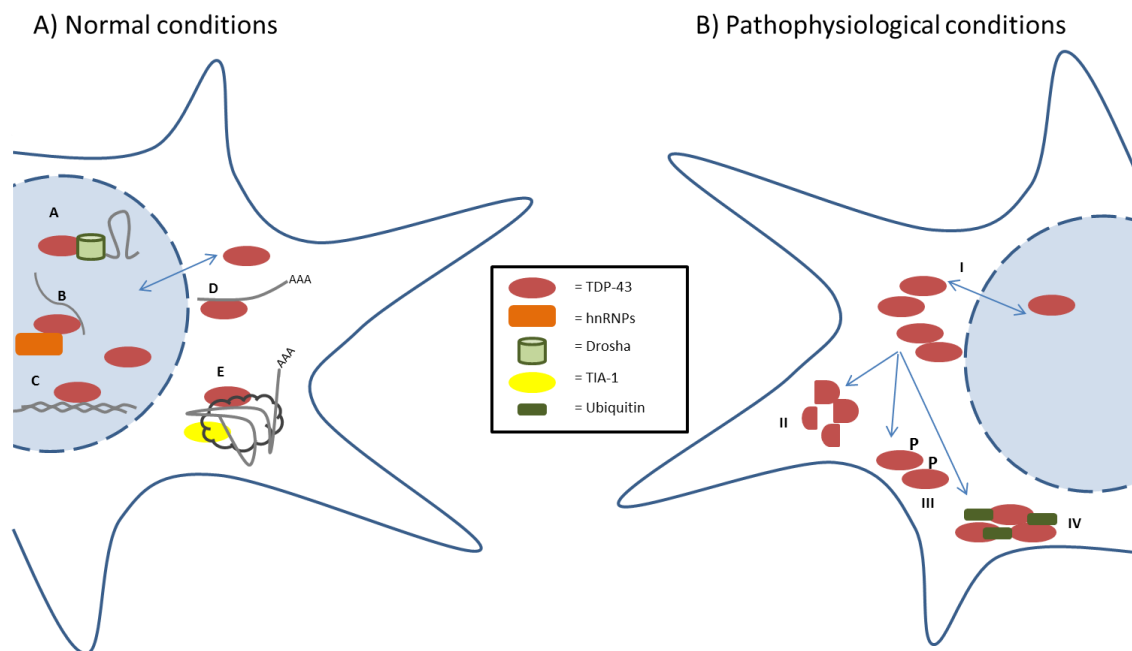 A) Normal conditions
B) Pathophysiological conditions
A
B
C
D
AAA
E
AAA
= TDP-43
= hnRNPs
= Drosha
= TIA-1
= Ubiquitin
I
II
P
P
III
IV